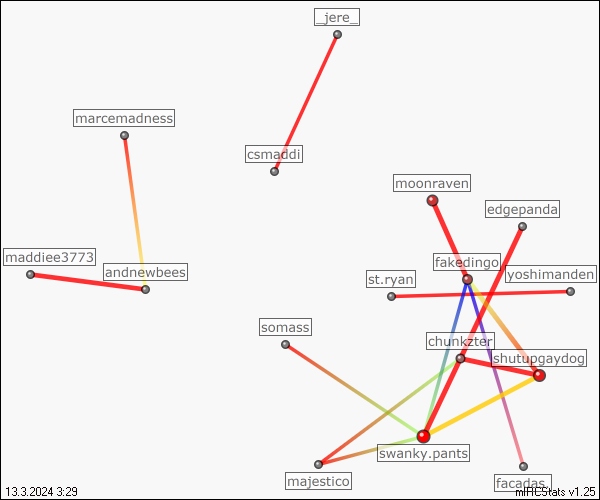 _jere_
marcemadness
csmaddi
moonraven
edgepanda
maddiee3773
andnewbees
fakedingo
st.ryan
yoshimanden
somass
chunkzter
shutupgaydog
swanky.pants
majestico
facadas.
13.3.2024 3:29
mIRCStats v1.25